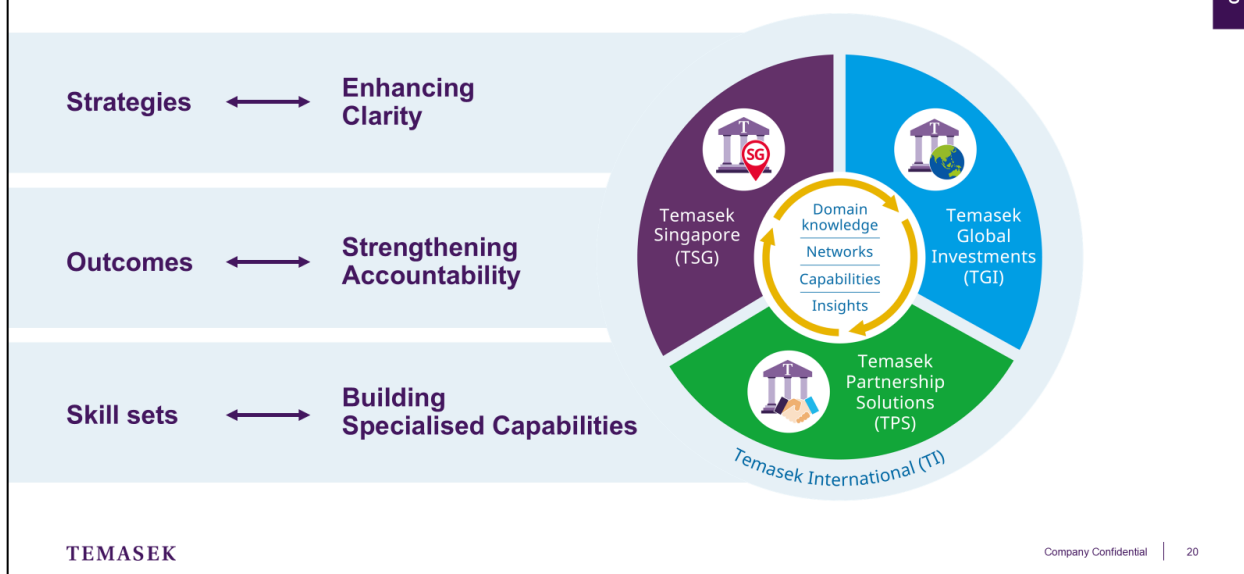 Strategies
Enhancing
Clarity
Outcomes
Strengthening
Accountability
Skill sets
Building
Specialised Capabilities
T
SG
Temasek
Singapore
(TSG)
T
Temasek
Global
Investments
(TGI)
Domain
knowledge
Networks
Capabilities
Insights
T
Temasek
Partnership
Solutions
(TPS)
Temasek International (TI)
TEMASEK
Company Confidential
20